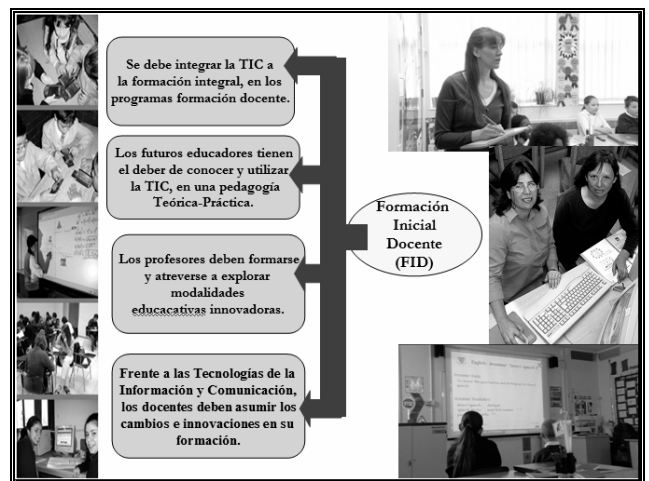 Se debe integrar la TIC a
la formación integral, en los
programas formación docente.
Los futuros educadores tienen
el deber de conocer y utilizar
la TIC, en una pedagogía
Teórica-Práctica.
Los profesores deben formarse
y atreverse a explorar
modalidades
educacativas innovadoras.
Frente a las Tecnologías de la
Información y Comunicación,
los docentes deben asumir los
cambios e innovaciones en su
formación.
Formación
Inicial
Docente
(FID)